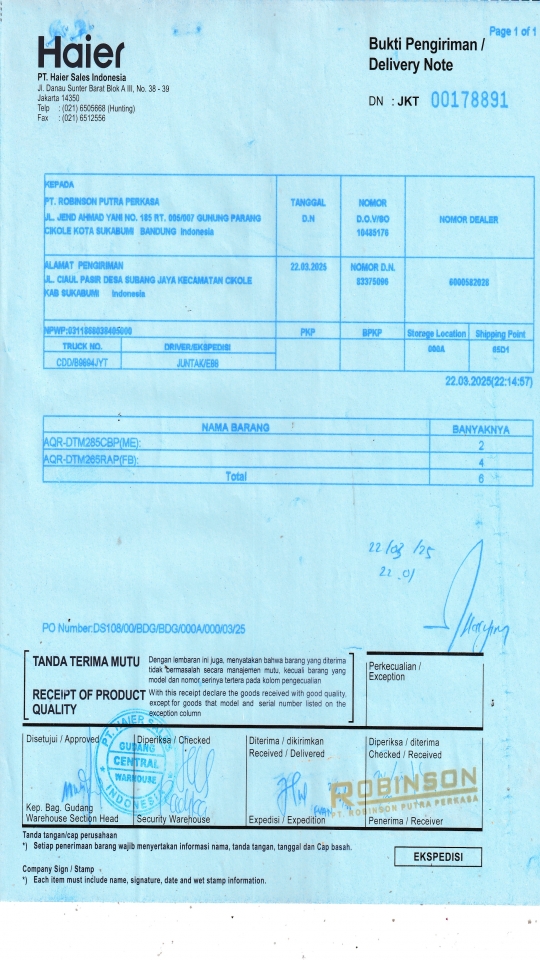 Page 1 of 1
Haier
Bukti Pengiriman /
Delivery Note
PT. Haier Sales Indonesia
Jl. Danau Sunter Barat Blok A III, No. 38 - 39
Jakarta 14350
Telp : (021) 6505668 (Hunting)
Fax : (021) 6512556
DN : JKT 00178891
KEPADA
PT. ROBINSON PUTRA PERKASA
JL. JEND AHMAD YANI NO. 185 RT. 005/007 GUNUNG PARANG
CIKOLE KOTA SUKABUMI BANDUNG Indonesia
TANGGAL
D.N
NOMOR
D.O.V/SO
10485176
NOMOR DEALER
ALAMAT PENGIRIMAN
JL. CIAUL PASIR DESA SUBANG JAYA KECAMATAN CIKOLE
KAB SUKABUMI Indonesia
22.03.2025
NOMOR D.N.
83375096
6000582028
NPWP:0311868038405000
PKP
BPKP
Storage Location
Shipping Point
TRUCK NO.
DRIVER/EKSPEDISI
000A
65D1
CDD/B9694JYT
JUNTAK/E66
22.03.2025(22:14:57)
NAMA BARANG
BANYAKNYA
AQR-DTM285CBP(ME):
2
AQR-DTM265RAP(FB):
4
Total
6
22/03/25
22.01
PO Number:DS108/00/BDG/BDG/000A/000/03/25
TANDA TERIMA MUTU
Dengan lembaran ini juga, menyatakan bahwa barang yang diterima
tidak bermasalah secara manajemen mutu, kecuali barang yang
model dan nomor serinya tertera pada kolom pengecualian
RECEIPT OF PRODUCT
QUALITY
With this receipt declare the goods received with good quality,
except for goods that model and serial number listed on the
exception column
Perkecualian /
Exception
Disetujui / Approved
Diperiksa / Checked
Diterima / dikirimkan
Received / Delivered
Diperiksa / diterima
Checked / Received
PT. HAIER
GUDANG
CENTRAL
WAREHOUSE
INDONESIA
ROBINSON
PT. ROBINSON PUTRA PERKASA
Kep. Bag. Gudang
Warehouse Section Head
Security Warehouse
Expedisi / Expedition
Penerima / Receiver
Tanda tangan/cap perusahaan
*) Setiap penerimaan barang wajib menyertakan informasi nama, tanda tangan, tanggal dan Cap basah.
EKSPEDISI
Company Sign / Stamp
*) Each item must include name, signature, date and wet stamp information.